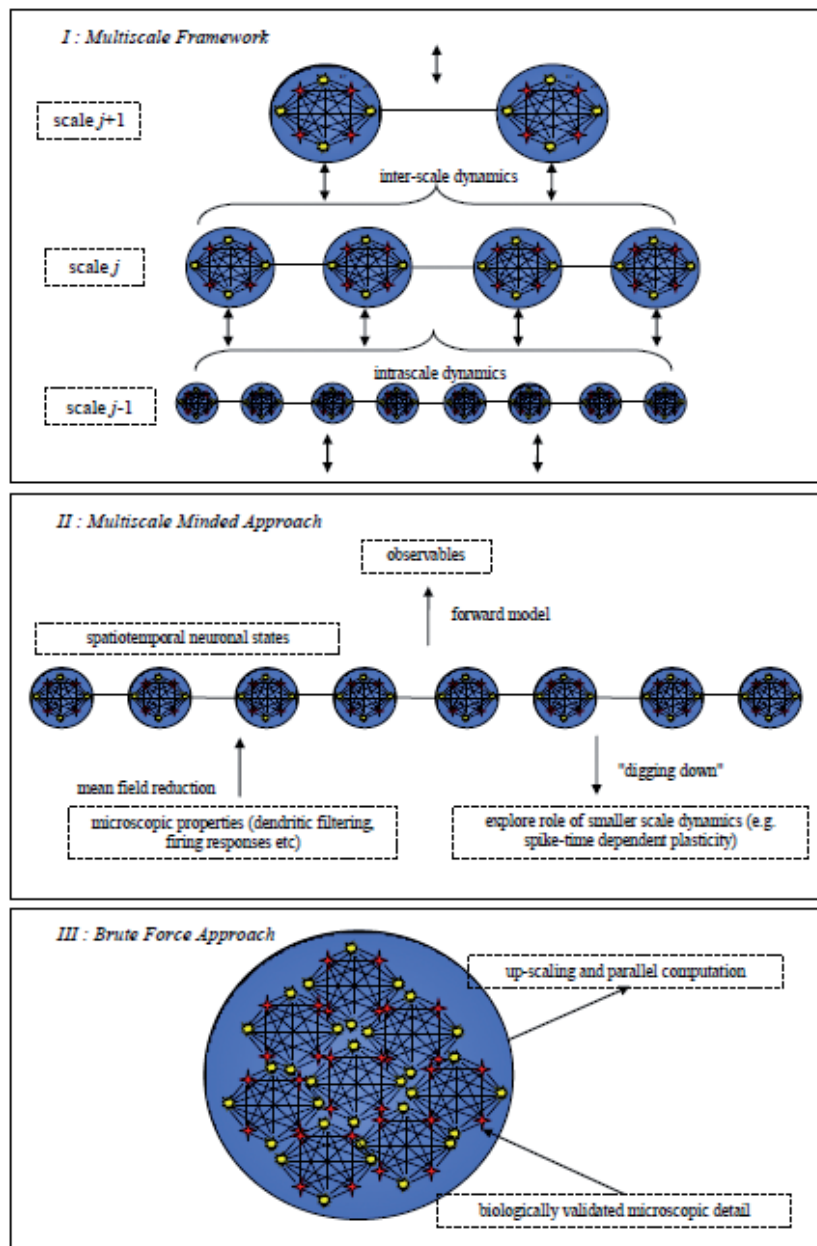 I : Multiscale Framework
scale j+1
inter-scale dynamics
scale j
intrascale dynamics
scale j-1
II : Multiscale Minded Approach
observables
forward model
spatiotemporal neuronal states
"digging down"
mean field reduction
microscopic properties (dendritic filtering,
firing responses etc)
explore role of smaller scale dynamics (e.g.
spike-time dependent plasticity)
III : Brute Force Approach
up-scaling and parallel computation
biologically validated microscopic detail